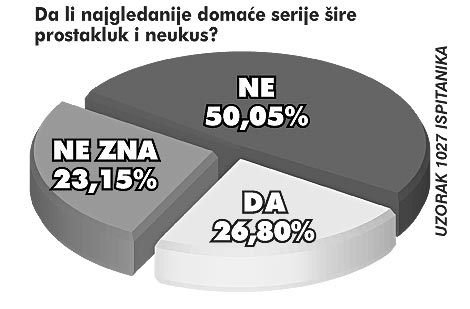 Da li najgledanije domaće serije šire
prostakluk i neukus?
NE
50,05%
NE ZNA
23,15%
DA
26,80%
UZORAK 1027 ISPITANIKA